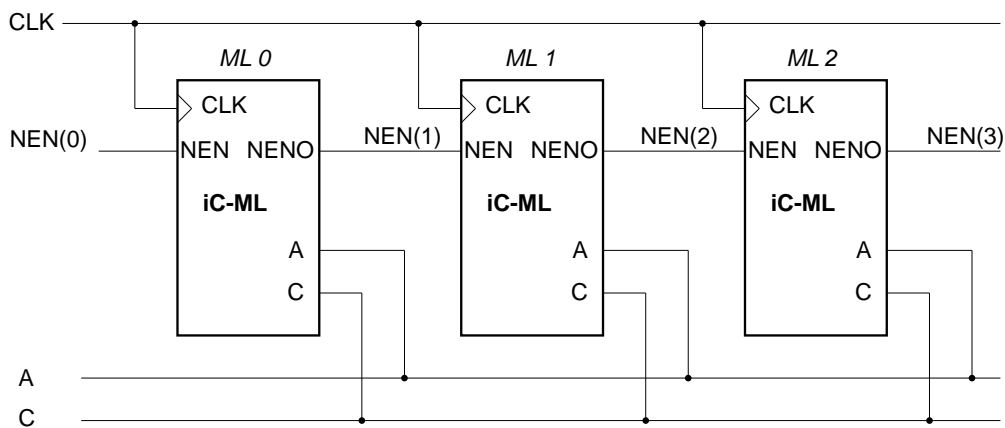 CLK
ML 0 ML 1 ML 2
CLK CLK CLK
NEN(0) NEN NENO NEN(1) NEN NENO NEN(2) NEN NENO NEN(3)
iC-ML iC-ML iC-ML
A A A
C C C
A
C